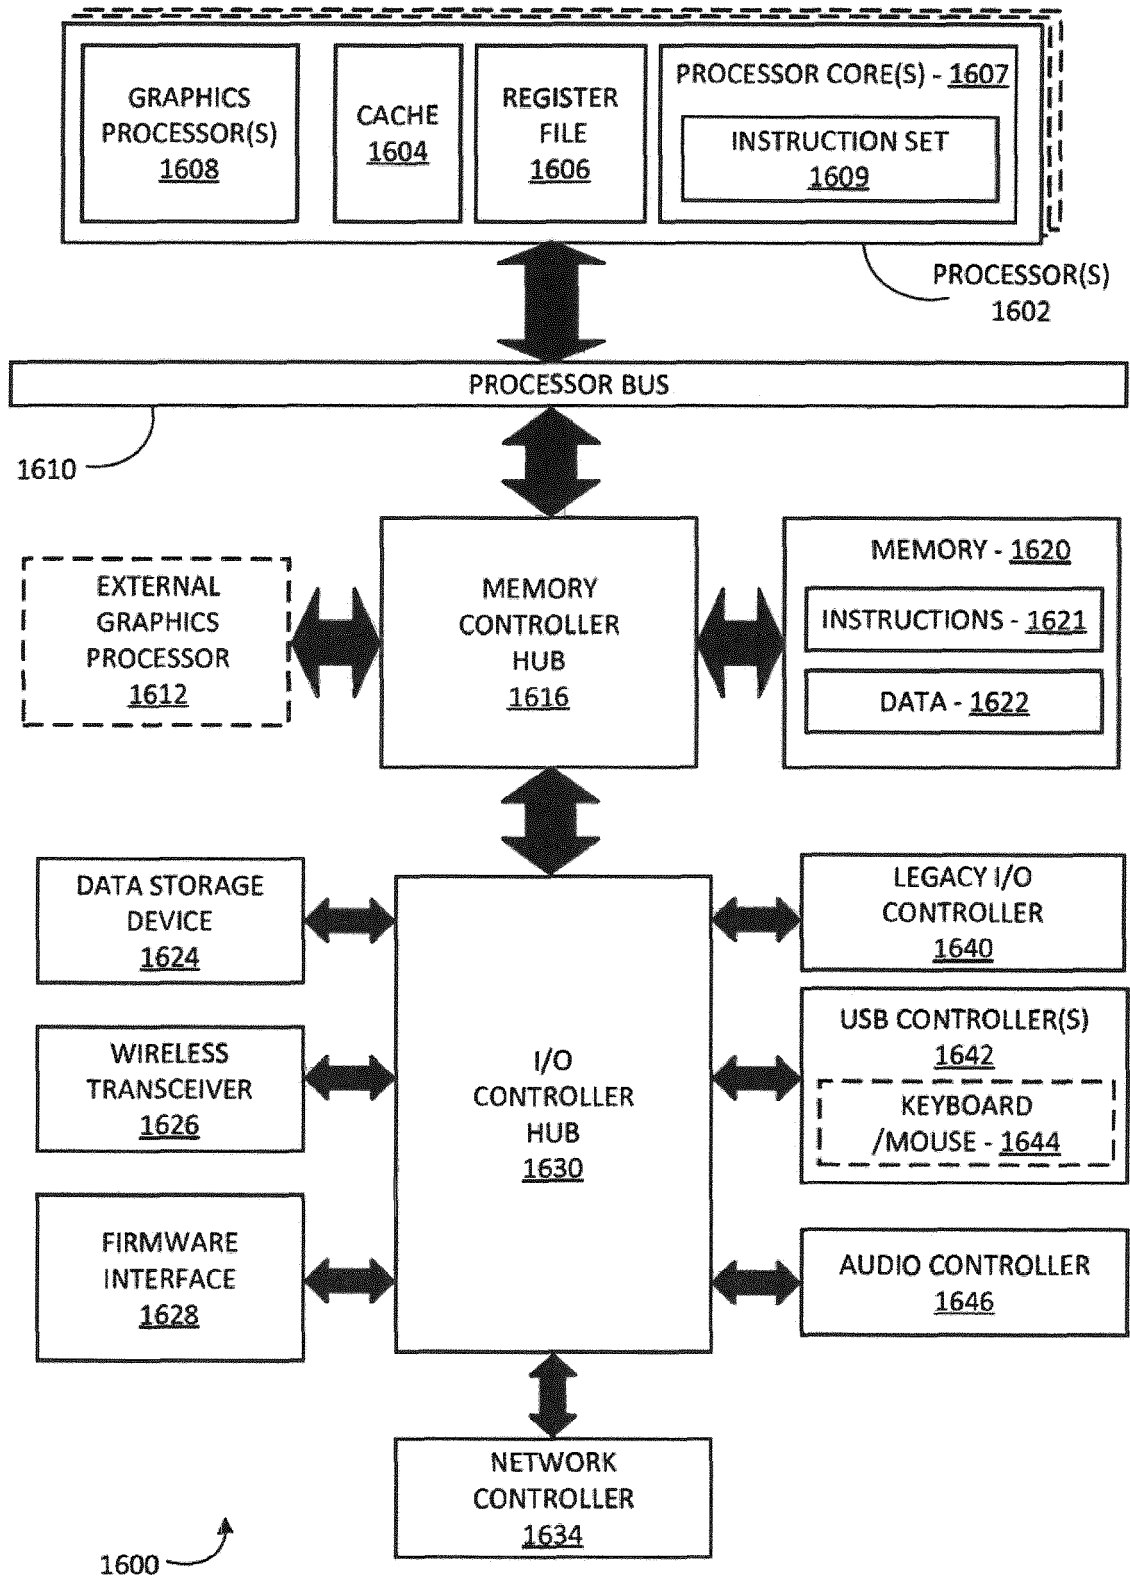 GRAPHICS
PROCESSOR(S)
1608
CACHE
1604
REGISTER
FILE
1606
PROCESSOR CORE(S) - 1607
INSTRUCTION SET
1609
PROCESSOR(S)
1602
PROCESSOR BUS
1610
EXTERNAL
GRAPHICS
PROCESSOR
1612
MEMORY
CONTROLLER
HUB
1616
MEMORY - 1620
INSTRUCTIONS - 1621
DATA - 1622
DATA STORAGE
DEVICE
1624
WIRELESS
TRANSCEIVER
1626
FIRMWARE
INTERFACE
1628
I/O
CONTROLLER
HUB
1630
LEGACY I/O
CONTROLLER
1640
USB CONTROLLER(S)
1642
KEYBOARD
/MOUSE - 1644
AUDIO CONTROLLER
1646
NETWORK
CONTROLLER
1634
1600